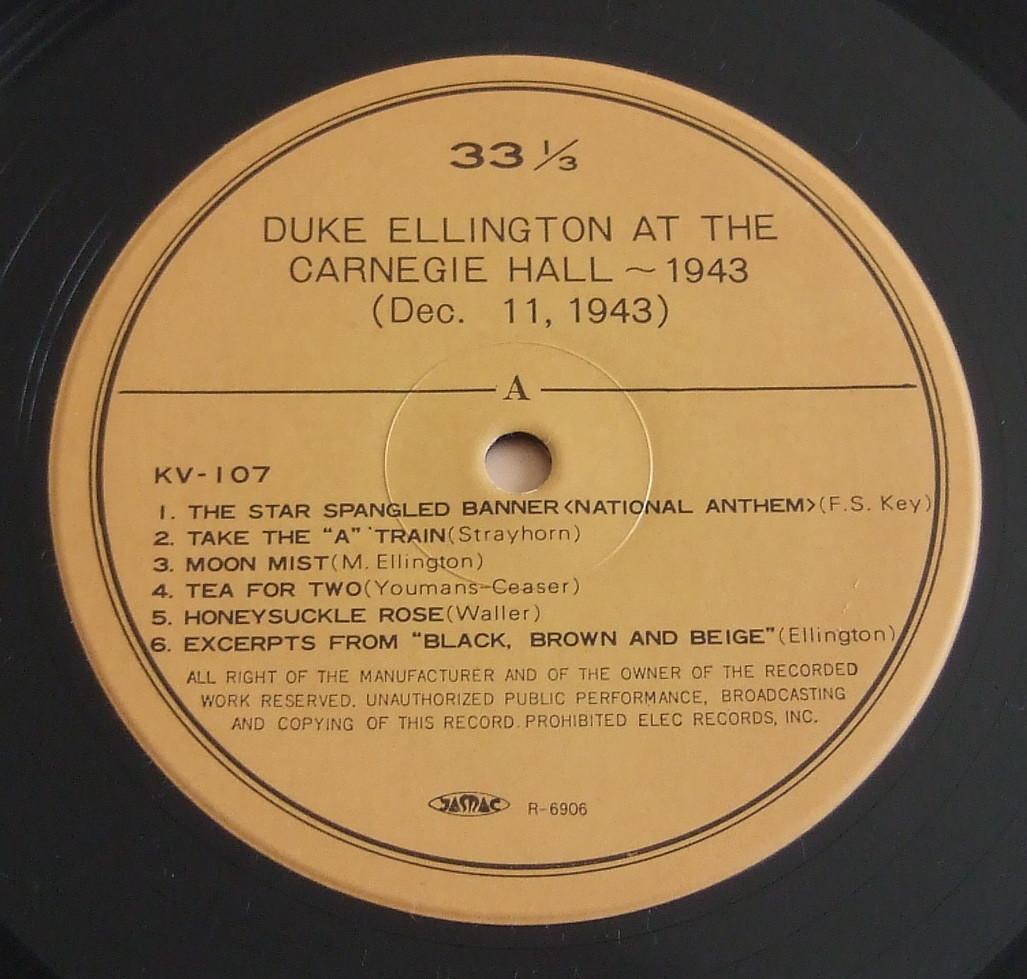 33 1/3
DUKE ELLINGTON AT THE
CARNEGIE HALL ~ 1943
(Dec. 11, 1943)
A
KV-107
1. THE STAR SPANGLED BANNER<NATIONAL ANTHEM>(F.S. Key)
2. TAKE THE "A" TRAIN(Strayhorn)
3. MOON MIST(M. Ellington)
4. TEA FOR TWO(Youmans-Ceaser)
5. HONEYSUCKLE ROSE(Waller)
6. EXCERPTS FROM "BLACK, BROWN AND BEIGE"(Ellington)
ALL RIGHT OF THE MANUFACTURER AND OF THE OWNER OF THE RECORDED
WORK RESERVED. UNAUTHORIZED PUBLIC PERFORMANCE, BROADCASTING
AND COPYING OF THIS RECORD PROHIBITED ELEC RECORDS, INC.
JASRAC R-6906